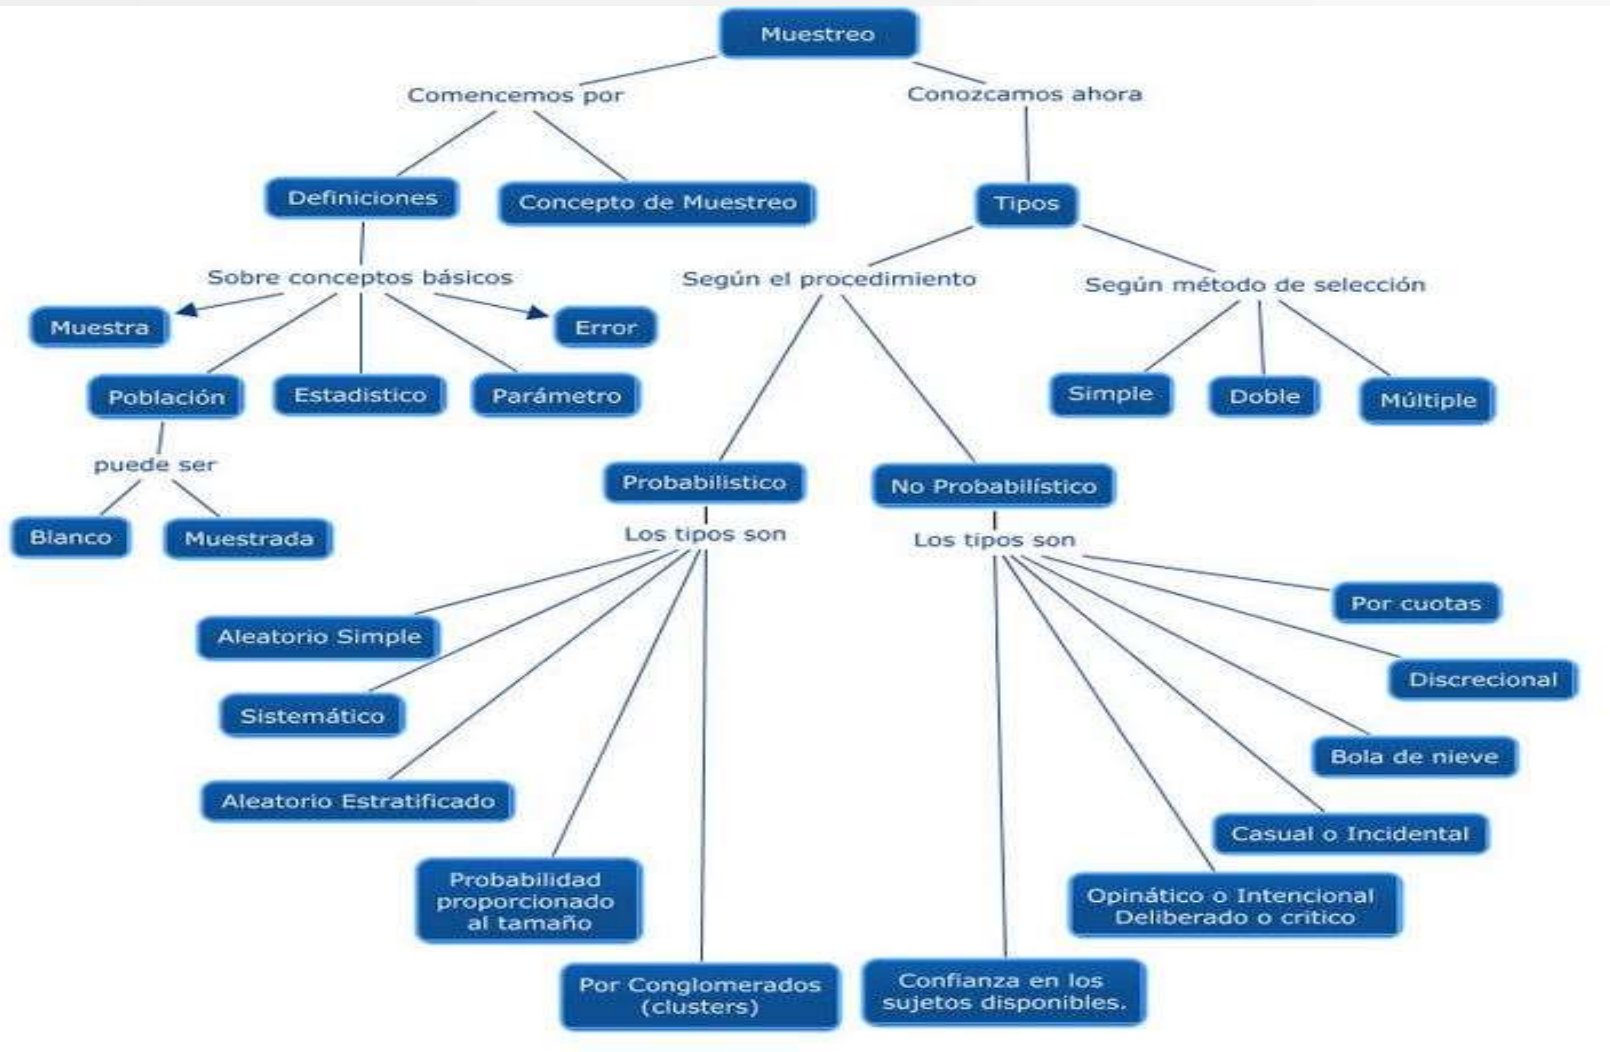 Muestreo
Comencemos por
Conozcamos ahora
Definiciones
Concepto de Muestreo
Tipos
Sobre conceptos básicos
Según el procedimiento
Según método de selección
Muestra
Error
Población
Estadistico
Parámetro
Simple
Doble
Múltiple
puede ser
Blanco
Muestrada
Probabilistico
No Probabilístico
Los tipos son
Los tipos son
Aleatorio Simple
Sistemático
Aleatorio Estratificado
Probabilidad
proporcionado
al tamaño
Por Conglomerados
(clusters)
Por cuotas
Discrecional
Bola de nieve
Casual o Incidental
Opinático o Intencional
Deliberado o critico
Confianza en los
sujetos disponibles.